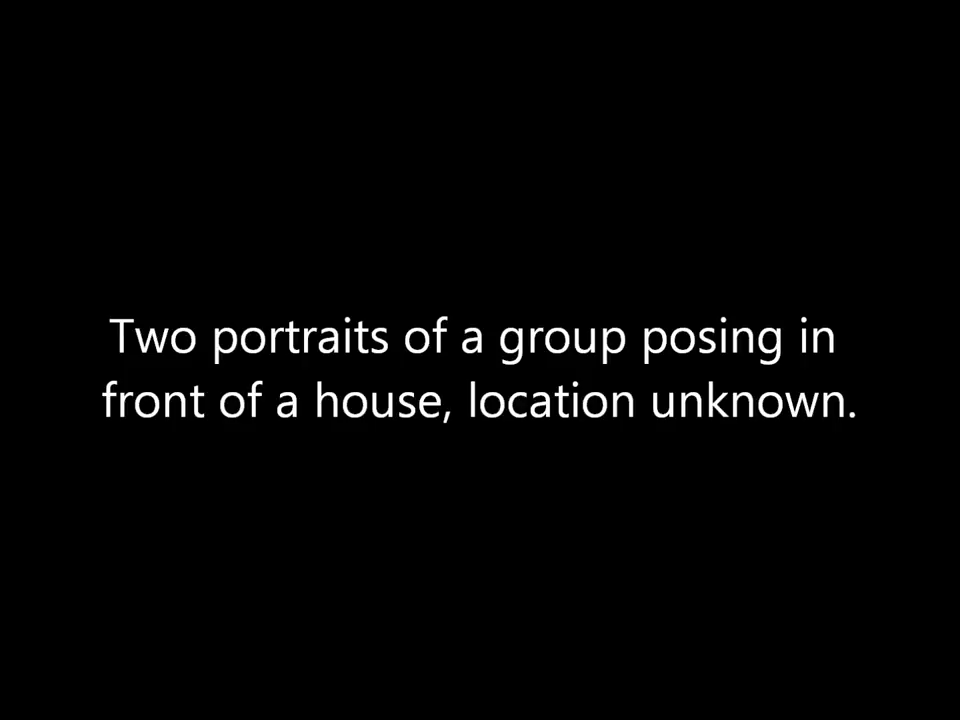 Two portraits of a group posing in
front of a house, location unknown.